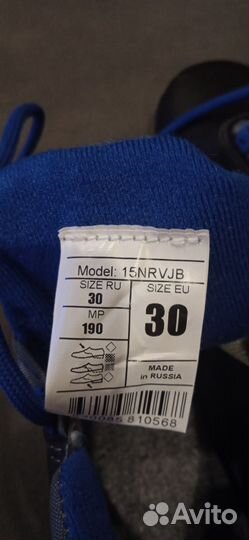 Model: 15NRVJB
SIZE RU
30
MP
190
SIZE EU
30
MADE
in RUSSIA
810568
Avito